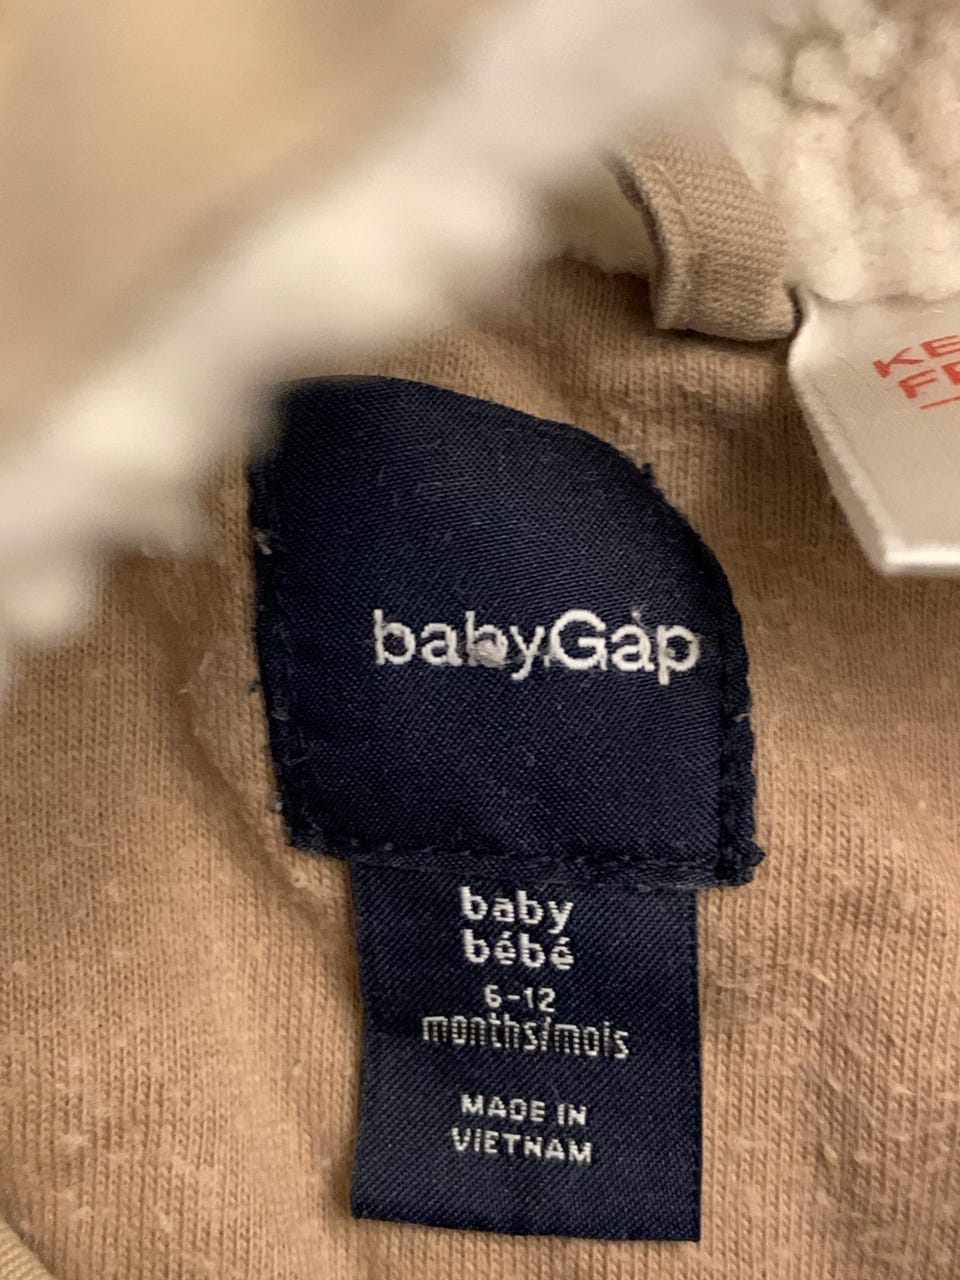 babyGap
baby
bébé
6-12
months/mois
MADE IN
VIETNAM